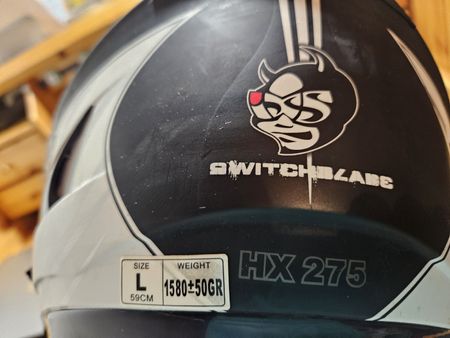 SWITCHBLADE
HX 275
SIZE
L
59CM
WEIGHT
1580±50GR